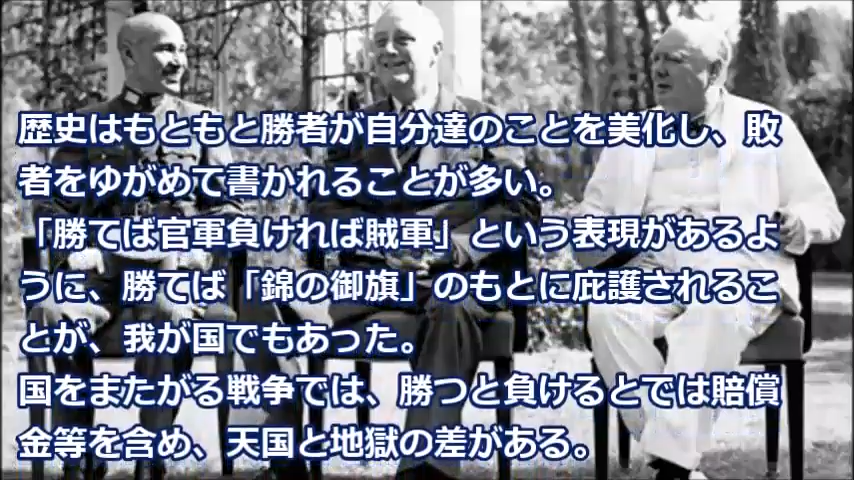 歴史はもともと勝者が自分達のことを美化し、敗
者をゆがめて書かれることが多い。
「勝てば官軍負ければ賊軍」という表現があるよ
うに、勝てば「錦の御旗」のもとに庇護されるこ
とが、我が国でもあった。
国をまたがる戦争では、勝つと負けるとでは賠償
金等を含め、天国と地獄の差がある。